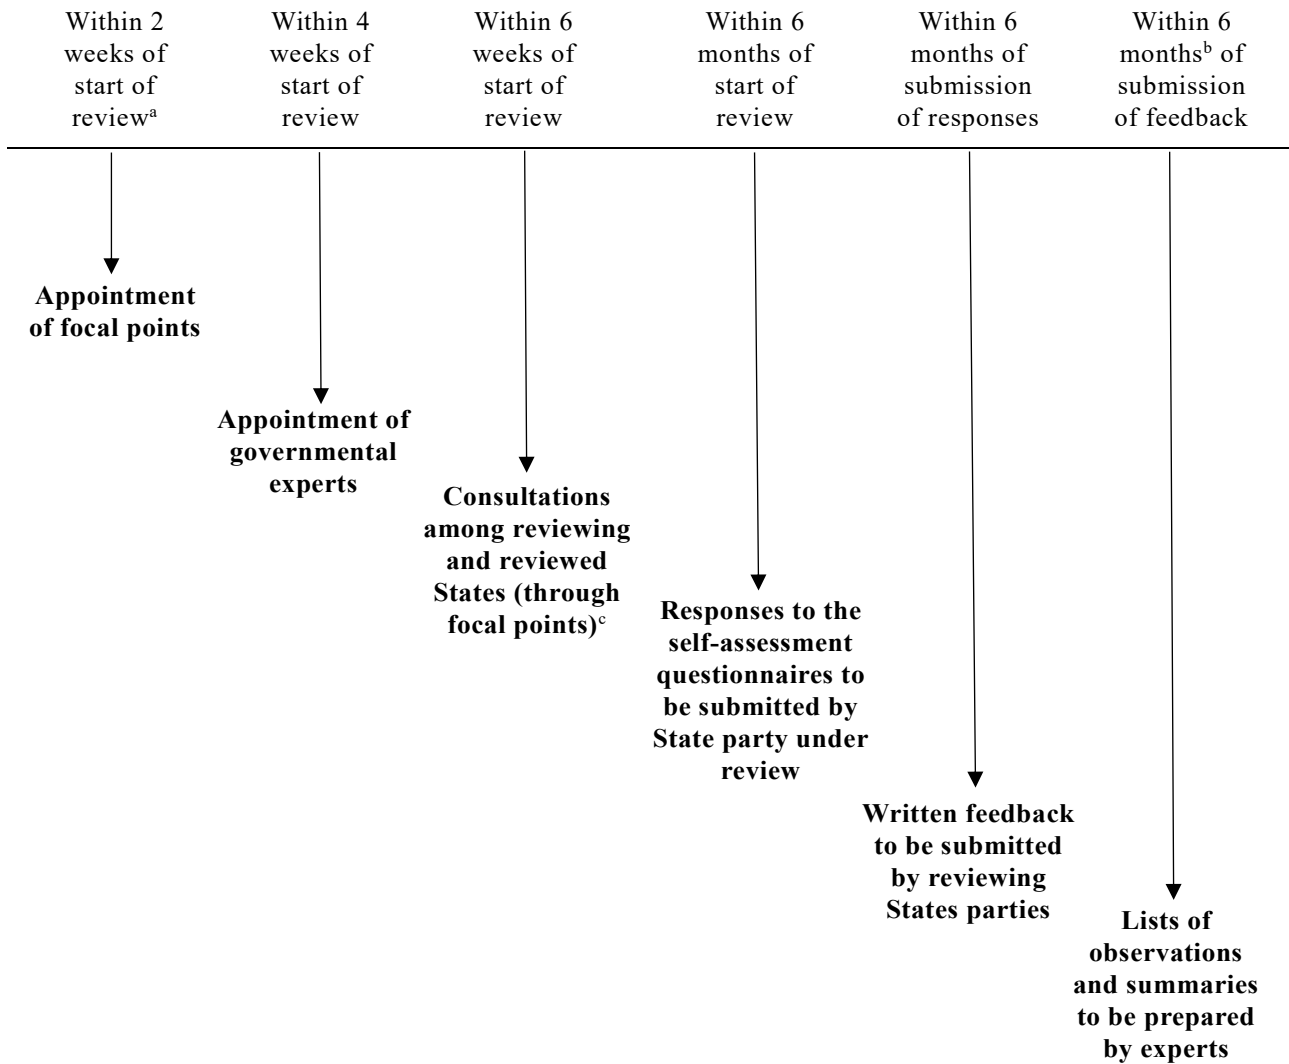 Within 2
weeks of
start of
reviewᵃ
Within 4
weeks of
start of
review
Within 6
weeks of
start of
review
Within 6
months of
start of
review
Within 6
months of
submission
of responses
Within 6
monthsᵇ of
submission
of feedback
Appointment
of focal points
Appointment of
governmental
experts
Consultations
among reviewing
and reviewed
States (through
focal points)ᶜ
Responses to the
self-assessment
questionnaires to
be submitted by
State party under
review
Written feedback
to be submitted
by reviewing
States parties
Lists of
observations
and summaries
to be prepared
by experts